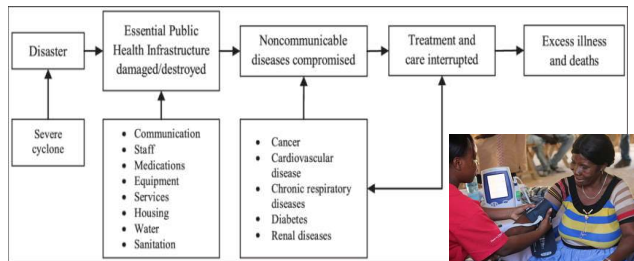 Disaster
Essential Public
Health Infrastructure
damaged/destroyed
Noncommunicable
diseases compromised
Treatment and
care interrupted
Excess illness
and deaths
Severe
cyclone
• Communication
• Staff
• Medications
• Equipment
• Services
• Housing
• Water
• Sanitation
• Cancer
• Cardiovascular
disease
• Chronic respiratory
diseases
• Diabetes
• Renal diseases